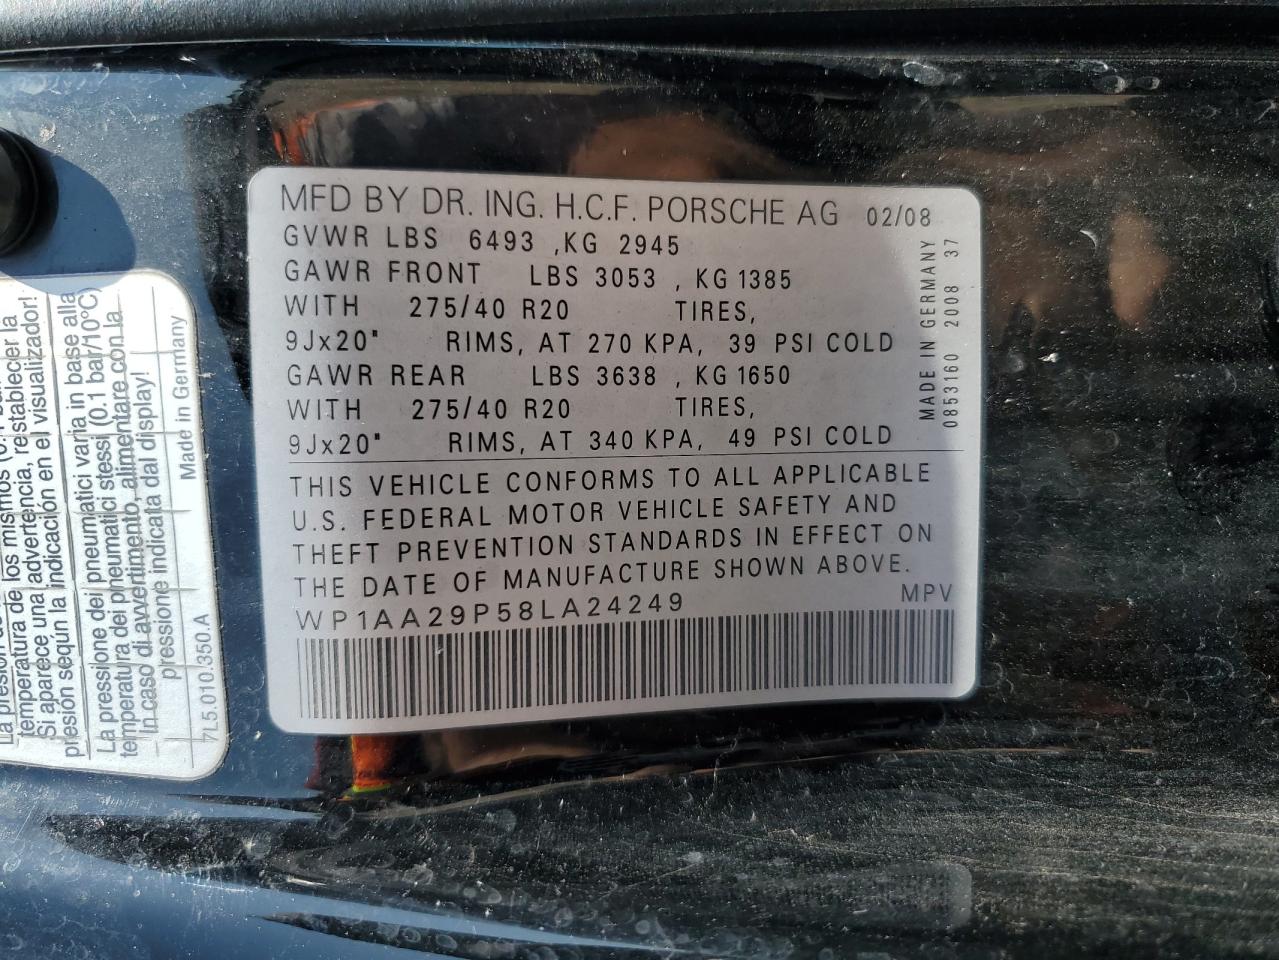 MFD BY DR. ING. H.C.F. PORSCHE AG 02/08
GVWR LBS 6493 ,KG 2945
GAWR FRONT LBS 3053 , KG 1385
WITH 275/40 R20 TIRES,
9Jx20" RIMS, AT 270 KPA, 39 PSI COLD
GAWR REAR LBS 3638 , KG 1650
WITH 275/40 R20 TIRES,
9Jx20" RIMS, AT 340 KPA, 49 PSI COLD
THIS VEHICLE CONFORMS TO ALL APPLICABLE
U.S. FEDERAL MOTOR VEHICLE SAFETY AND
THEFT PREVENTION STANDARDS IN EFFECT ON
THE DATE OF MANUFACTURE SHOWN ABOVE.
MPV
WP1AA29P58LA24249
MADE IN GERMANY
0853160 2008 37
temperatura de los mismos
Si aparece una advertencia, restablecer la
presión según la indicación en el visualizador!
La pressione dei pneumatici varia in base alla
temperatura dei pneumatici stessi (0.1 bar/10°C)
In caso di avvertimento, alimentare con la
pressione indicata dal display!
Made in Germany
7L5.010.350.A